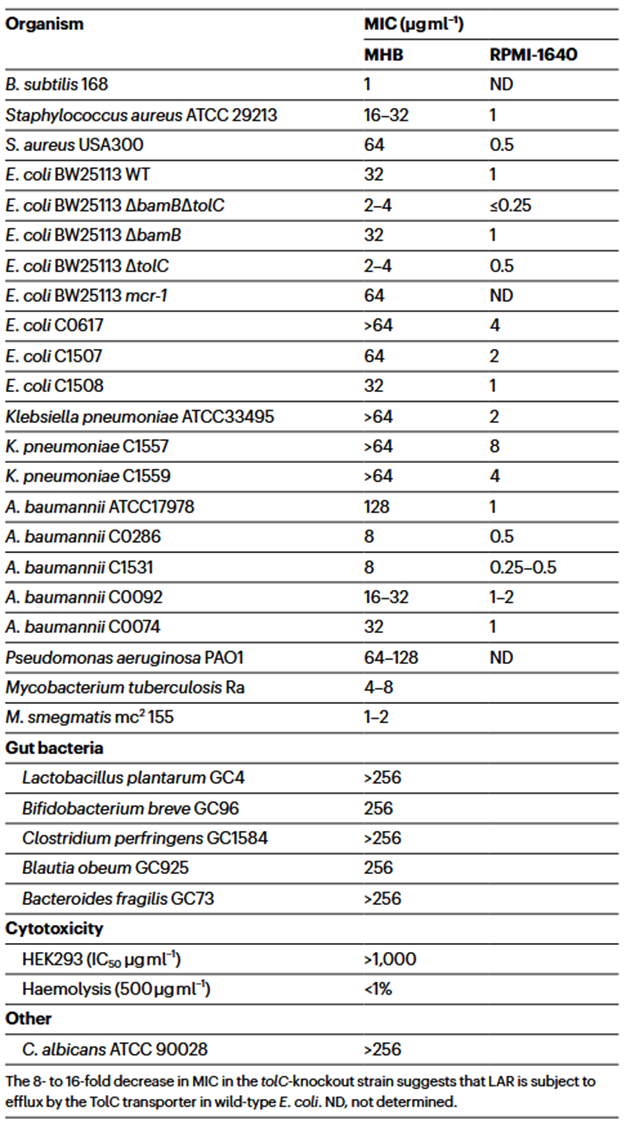 Organism MIC (µg ml⁻¹)
MHB RPMI-1640
B. subtilis 168 1 ND
Staphylococcus aureus ATCC 29213 16–32 1
S. aureus USA300 64 0.5
E. coli BW25113 WT 32 1
E. coli BW25113 ΔbamBΔtolC 2–4 ≤0.25
E. coli BW25113 ΔbamB 32 1
E. coli BW25113 ΔtolC 2–4 0.5
E. coli BW25113 mcr-1 64 ND
E. coli C0617 >64 4
E. coli C1507 64 2
E. coli C1508 32 1
Klebsiella pneumoniae ATCC33495 >64 2
K. pneumoniae C1557 >64 8
K. pneumoniae C1559 >64 4
A. baumannii ATCC17978 128 1
A. baumannii C0286 8 0.5
A. baumannii C1531 8 0.25–0.5
A. baumannii C0092 16–32 1–2
A. baumannii C0074 32 1
Pseudomonas aeruginosa PAO1 64–128 ND
Mycobacterium tuberculosis Ra 4–8
M. smegmatis mc² 155 1–2
Gut bacteria
Lactobacillus plantarum GC4 >256
Bifidobacterium breve GC96 256
Clostridium perfringens GC1584 >256
Blautia obeum GC925 256
Bacteroides fragilis GC73 >256
Cytotoxicity
HEK293 (IC₅₀ µg ml⁻¹) >1,000
Haemolysis (500 µg ml⁻¹) <1%
Other
C. albicans ATCC 90028 >256
The 8- to 16-fold decrease in MIC in the tolC-knockout strain suggests that LAR is subject to
efflux by the TolC transporter in wild-type E. coli. ND, not determined.